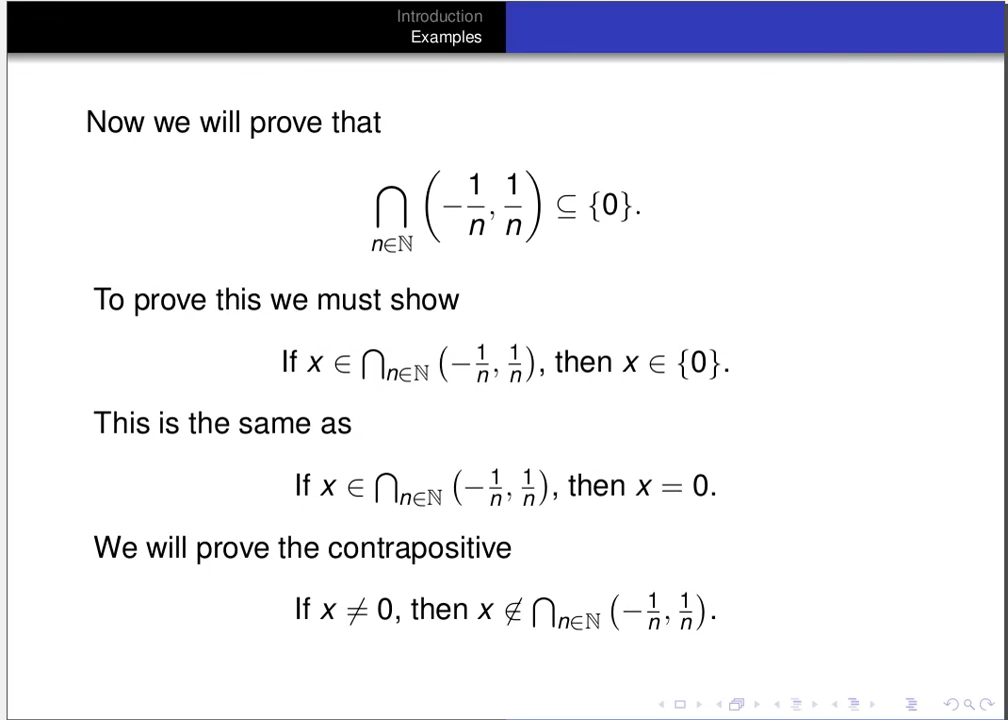 Introduction
Examples
Now we will prove that
⋂_{n∈ℕ} (−1/n, 1/n) ⊆ {0}.
To prove this we must show
If x ∈ ⋂_{n∈ℕ} (−1/n, 1/n), then x ∈ {0}.
This is the same as
If x ∈ ⋂_{n∈ℕ} (−1/n, 1/n), then x = 0.
We will prove the contrapositive
If x ≠ 0, then x ∉ ⋂_{n∈ℕ} (−1/n, 1/n).